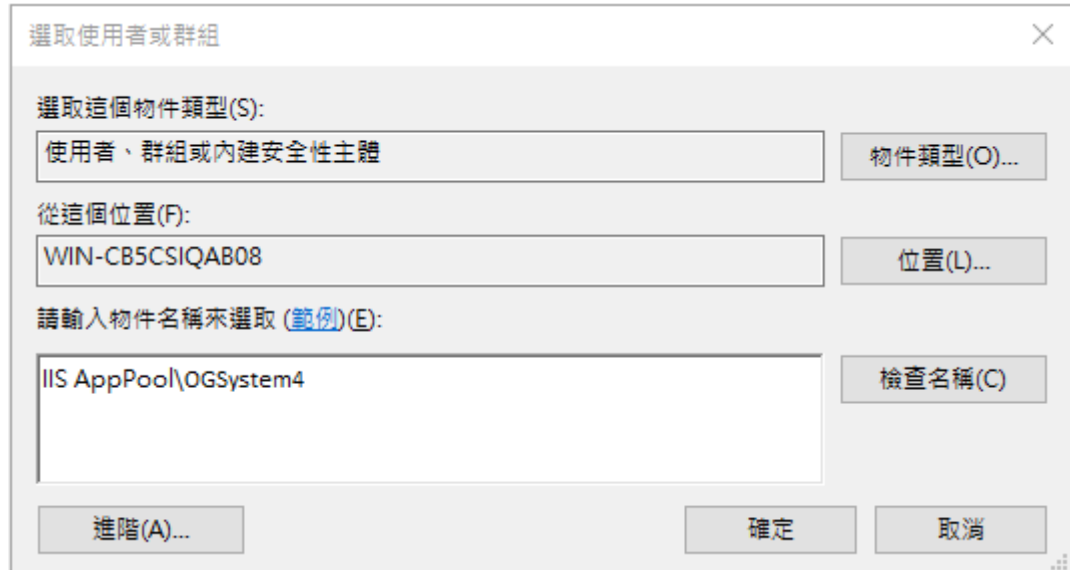 選取使用者或群組
選取這個物件類型(S):
使用者、群組或內建安全性主體
物件類型(O)...
從這個位置(F):
WIN-CB5CSIQAB08
位置(L)...
請輸入物件名稱來選取 (範例)(E):
IIS AppPool\OGSystem4
檢查名稱(C)
進階(A)...
確定
取消